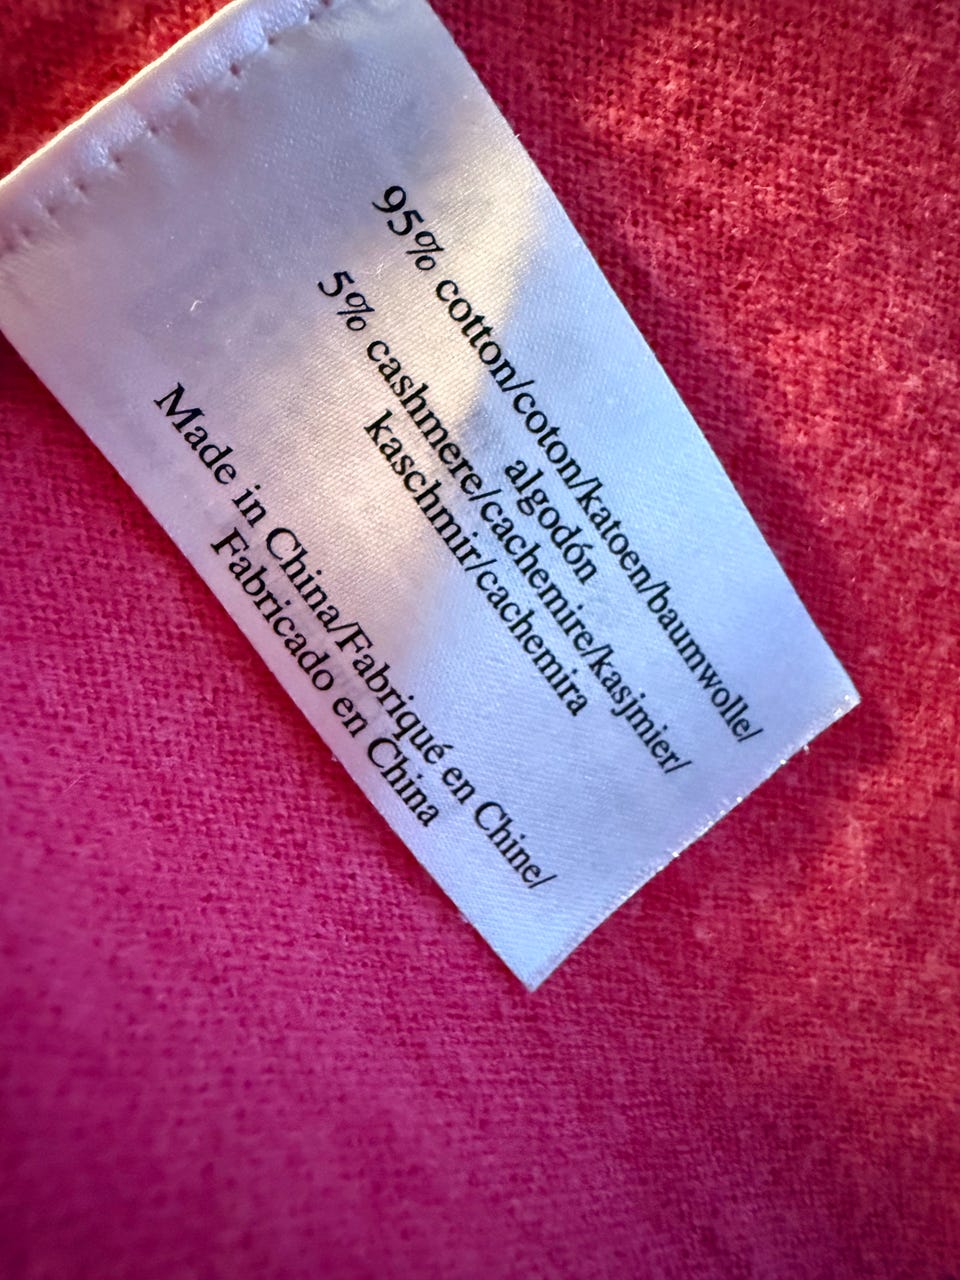 95% cotton/coton/katoen/baumwolle/
algodón
5% cashmere/cachemire/kasjmier/
kaschmir/cachemira
Made in China/Fabriqué en Chine/
Fabricado en China